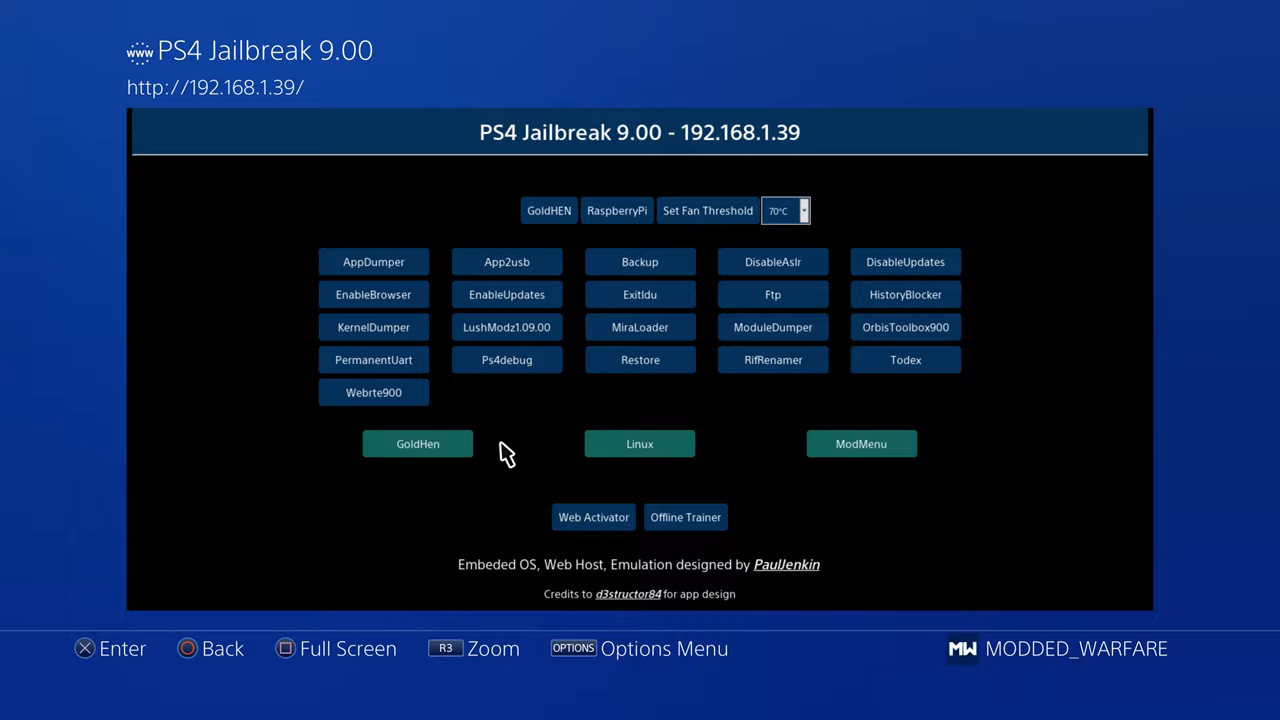 www PS4 Jailbreak 9.00
http://192.168.1.39/
PS4 Jailbreak 9.00 - 192.168.1.39
GoldHEN RaspberryPi Set Fan Threshold 70°C
AppDumper App2usb Backup DisableAslr DisableUpdates
EnableBrowser EnableUpdates ExitIdu Ftp HistoryBlocker
KernelDumper LushModz1.09.00 MiraLoader ModuleDumper OrbisToolbox900
PermanentUart Ps4debug Restore RifRenamer Todex
Webrte900
GoldHen Linux ModMenu
Web Activator Offline Trainer
Embeded OS, Web Host, Emulation designed by PaulJenkin
Credits to d3structor84 for app design
Enter Back Full Screen R3 Zoom OPTIONS Options Menu MW MODDED_WARFARE